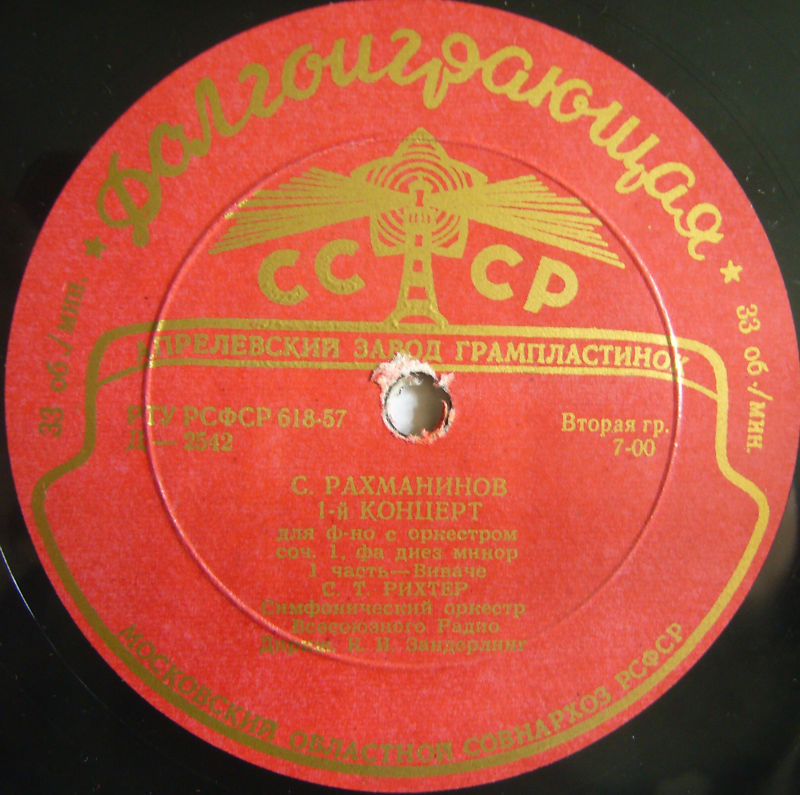 Долгоиграющая
33 об./мин.
33 об./мин.
СССР
АПРЕЛЕВСКИЙ ЗАВОД ГРАМПЛАСТИНОК
РТУ РСФСР 618-57
Вторая гр.
Д — 2542
7-00
С. РАХМАНИНОВ
1-й КОНЦЕРТ
для ф-но с оркестром
соч. 1, фа диез минор
1 часть—Виваче
С. Т. РИХТЕР
Симфонический оркестр
Всесоюзного Радио
Дириж. К. И. Зандерлинг
МОСКОВСКИЙ ОБЛАСТНОЙ СОВНАРХОЗ РСФСР